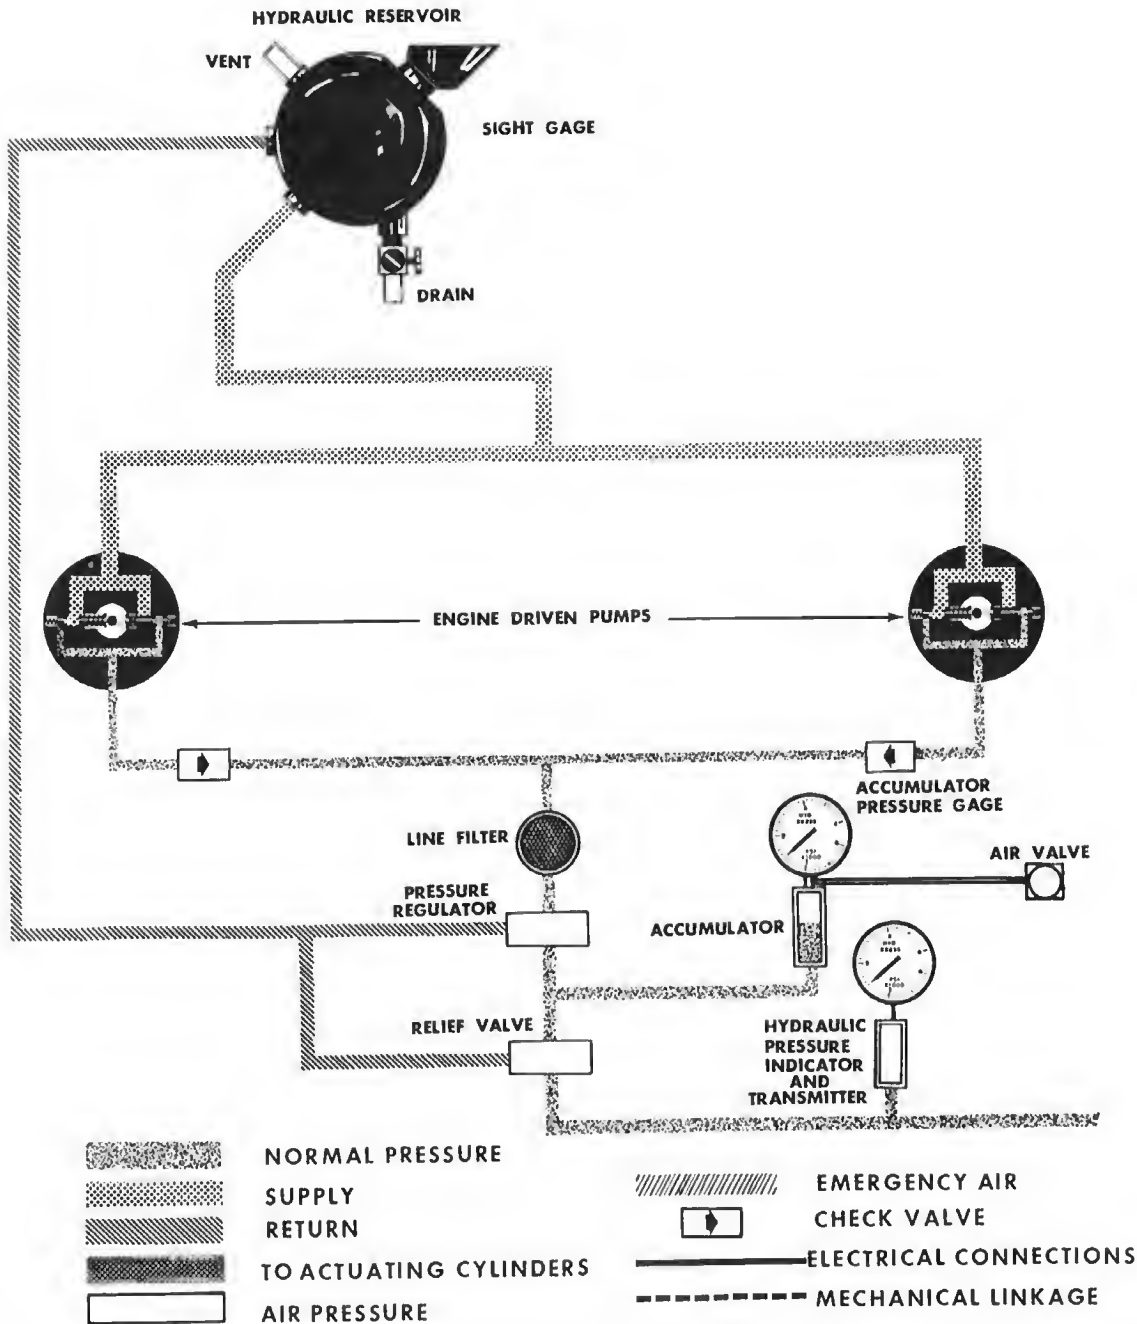 HYDRAULIC RESERVOIR
VENT
SIGHT GAGE
DRAIN
ENGINE DRIVEN PUMPS
ACCUMULATOR
PRESSURE GAGE
LINE FILTER
AIR VALVE
PRESSURE
REGULATOR
ACCUMULATOR
RELIEF VALVE
HYDRAULIC
PRESSURE
INDICATOR
AND
TRANSMITTER
NORMAL PRESSURE
SUPPLY
RETURN
TO ACTUATING CYLINDERS
AIR PRESSURE
EMERGENCY AIR
CHECK VALVE
ELECTRICAL CONNECTIONS
MECHANICAL LINKAGE